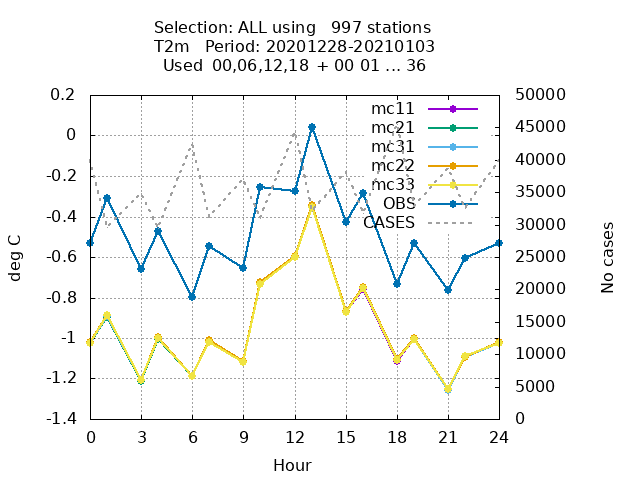 Selection: ALL using   997 stations
T2m   Period: 20201228-20210103
Used  00,06,12,18 + 00 01 ... 36
0.2
0
-0.2
-0.4
-0.6
-0.8
-1
-1.2
-1.4
deg C
mc11
mc21
mc31
mc22
mc33
OBS
CASES
50000
45000
40000
35000
30000
25000
20000
15000
10000
5000
0
No cases
0 3 6 9 12 15 18 21 24
Hour